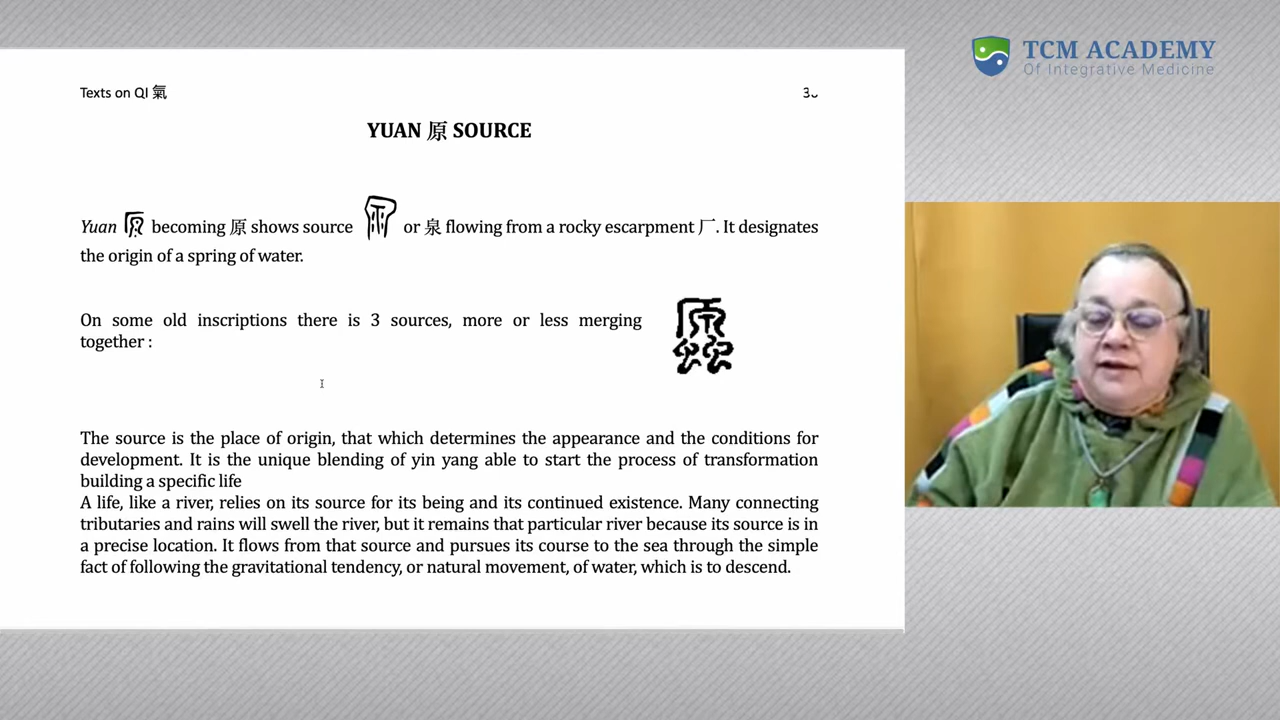 TCM ACADEMY
Of Integrative Medicine
Texts on QI 氣
YUAN 原 SOURCE
Yuan becoming 原 shows source or 泉 flowing from a rocky escarpment 厂. It designates
the origin of a spring of water.
On some old inscriptions there is 3 sources, more or less merging
together :
The source is the place of origin, that which determines the appearance and the conditions for
development. It is the unique blending of yin yang able to start the process of transformation
building a specific life
A life, like a river, relies on its source for its being and its continued existence. Many connecting
tributaries and rains will swell the river, but it remains that particular river because its source is in
a precise location. It flows from that source and pursues its course to the sea through the simple
fact of following the gravitational tendency, or natural movement, of water, which is to descend.